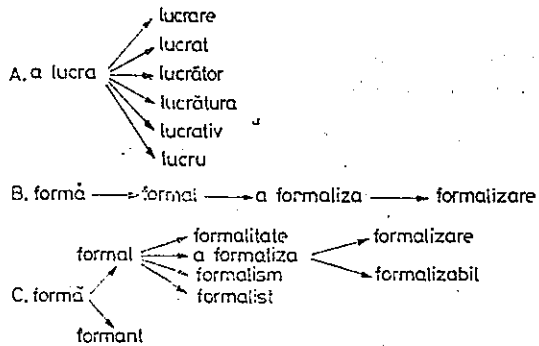 lucrare
lucrat
A. a lucra lucrător
lucrătura
lucrativ
lucru
B. formă formal a formaliza formalizare
formalitate formalizare
formal a formaliza
formalism formalizabil
C. formă formalist
formant